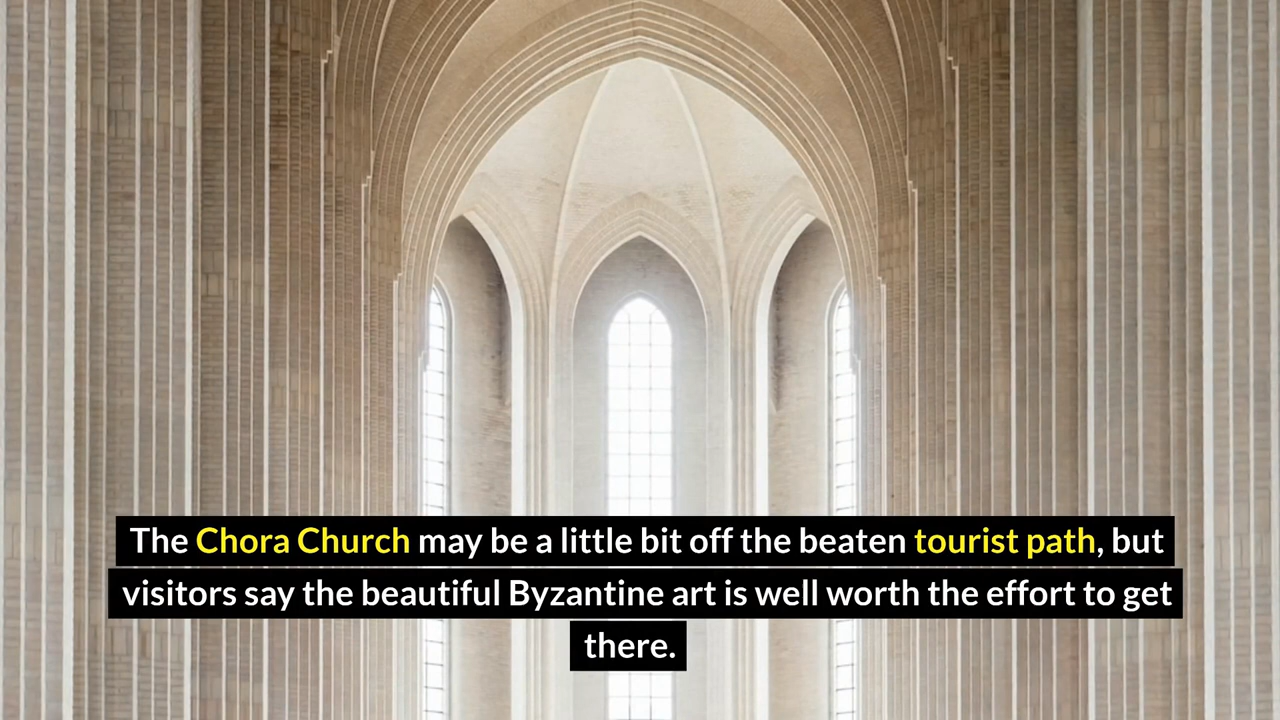 The Chora Church may be a little bit off the beaten tourist path, but
visitors say the beautiful Byzantine art is well worth the effort to get
there.